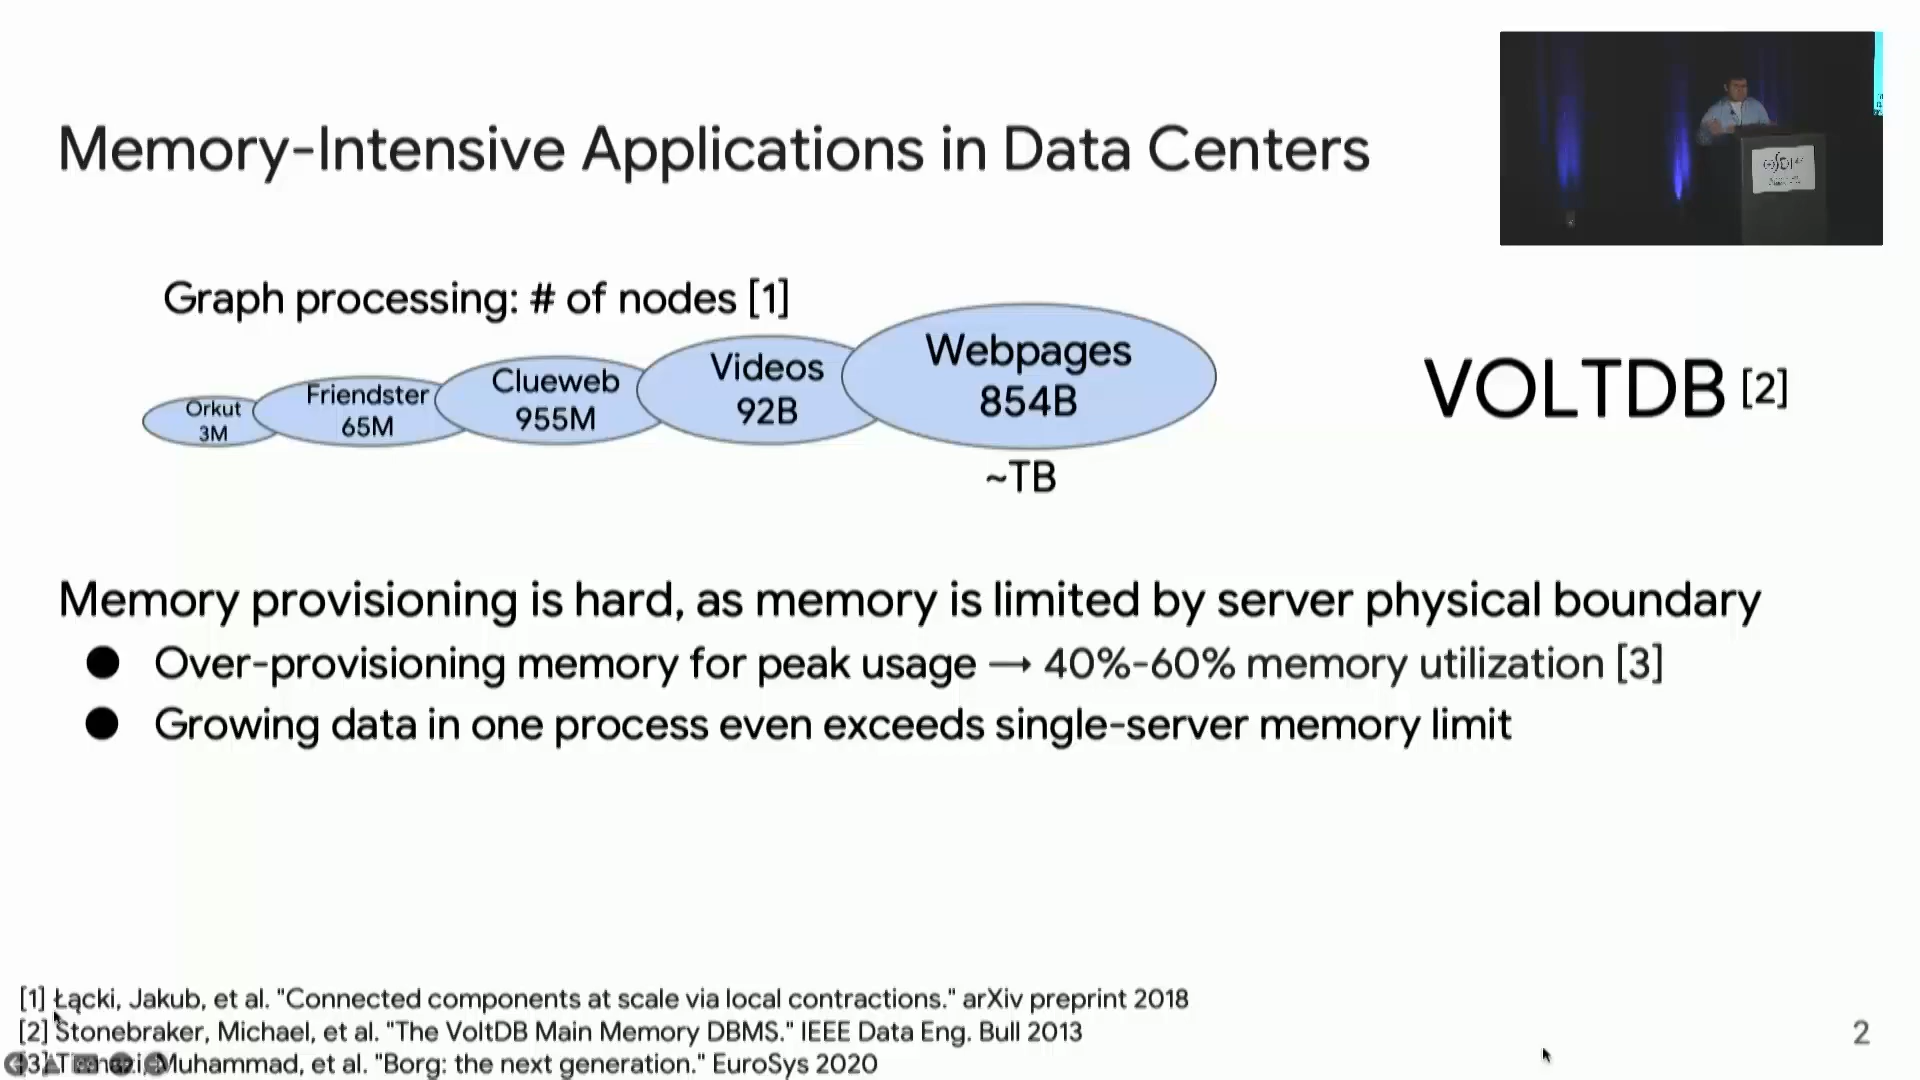 Memory-Intensive Applications in Data Centers
Graph processing: # of nodes [1]
Orkut
3M
Friendster
65M
Clueweb
955M
Videos
92B
Webpages
854B
~TB
VOLTDB [2]
Memory provisioning is hard, as memory is limited by server physical boundary
● Over-provisioning memory for peak usage → 40%-60% memory utilization [3]
● Growing data in one process even exceeds single-server memory limit
[1] Łącki, Jakub, et al. "Connected components at scale via local contractions." arXiv preprint 2018
[2] Stonebraker, Michael, et al. "The VoltDB Main Memory DBMS." IEEE Data Eng. Bull 2013
[3] Muhammad, et al. "Borg: the next generation." EuroSys 2020
2